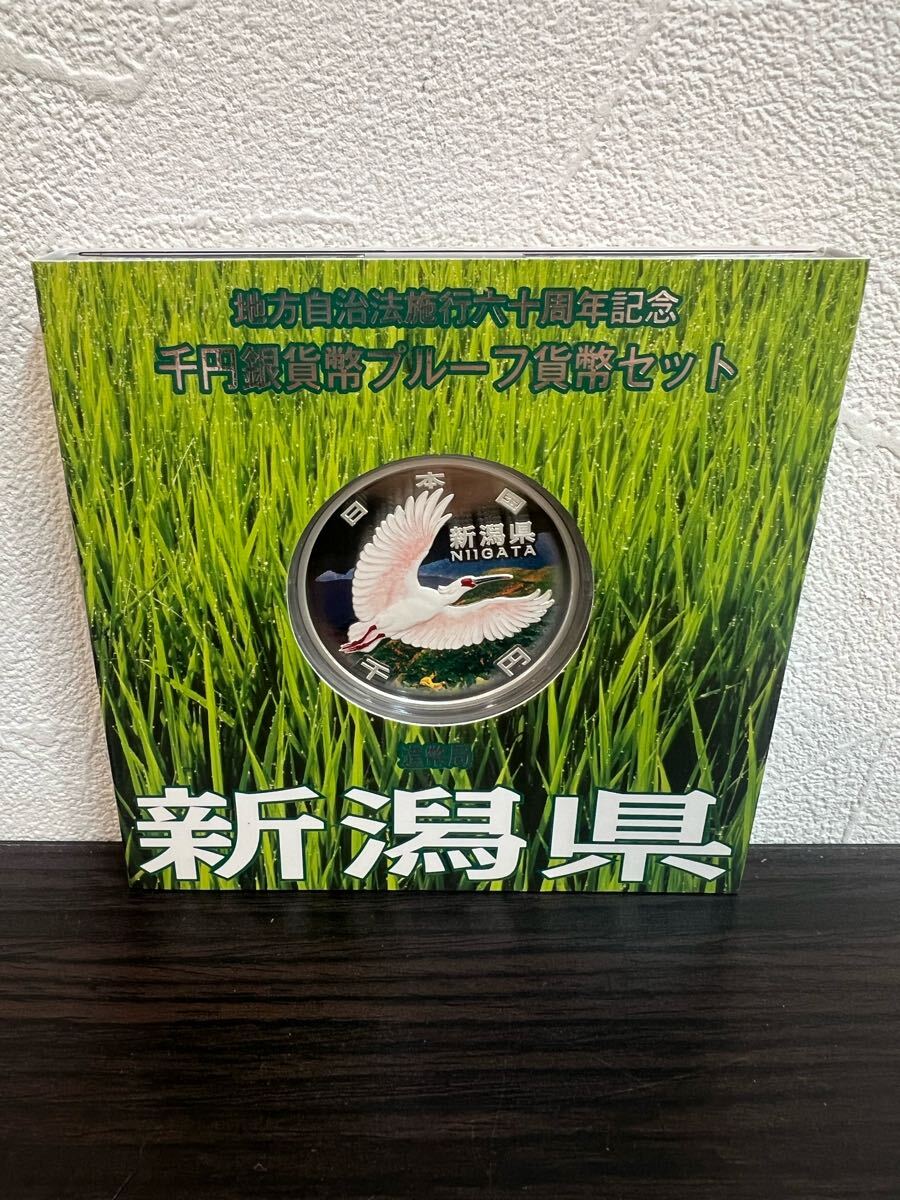 地方自治法施行六十周年記念
千円銀貨幣プルーフ貨幣セット
日本国
新潟県
NIIGATA
千円
造幣局
新潟県